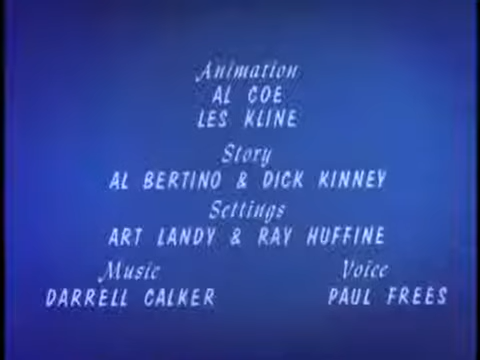 Animation
AL COE
LES KLINE
Story
AL BERTINO & DICK KINNEY
Settings
ART LANDY & RAY HUFFINE
Music Voice
DARRELL CALKER PAUL FREES